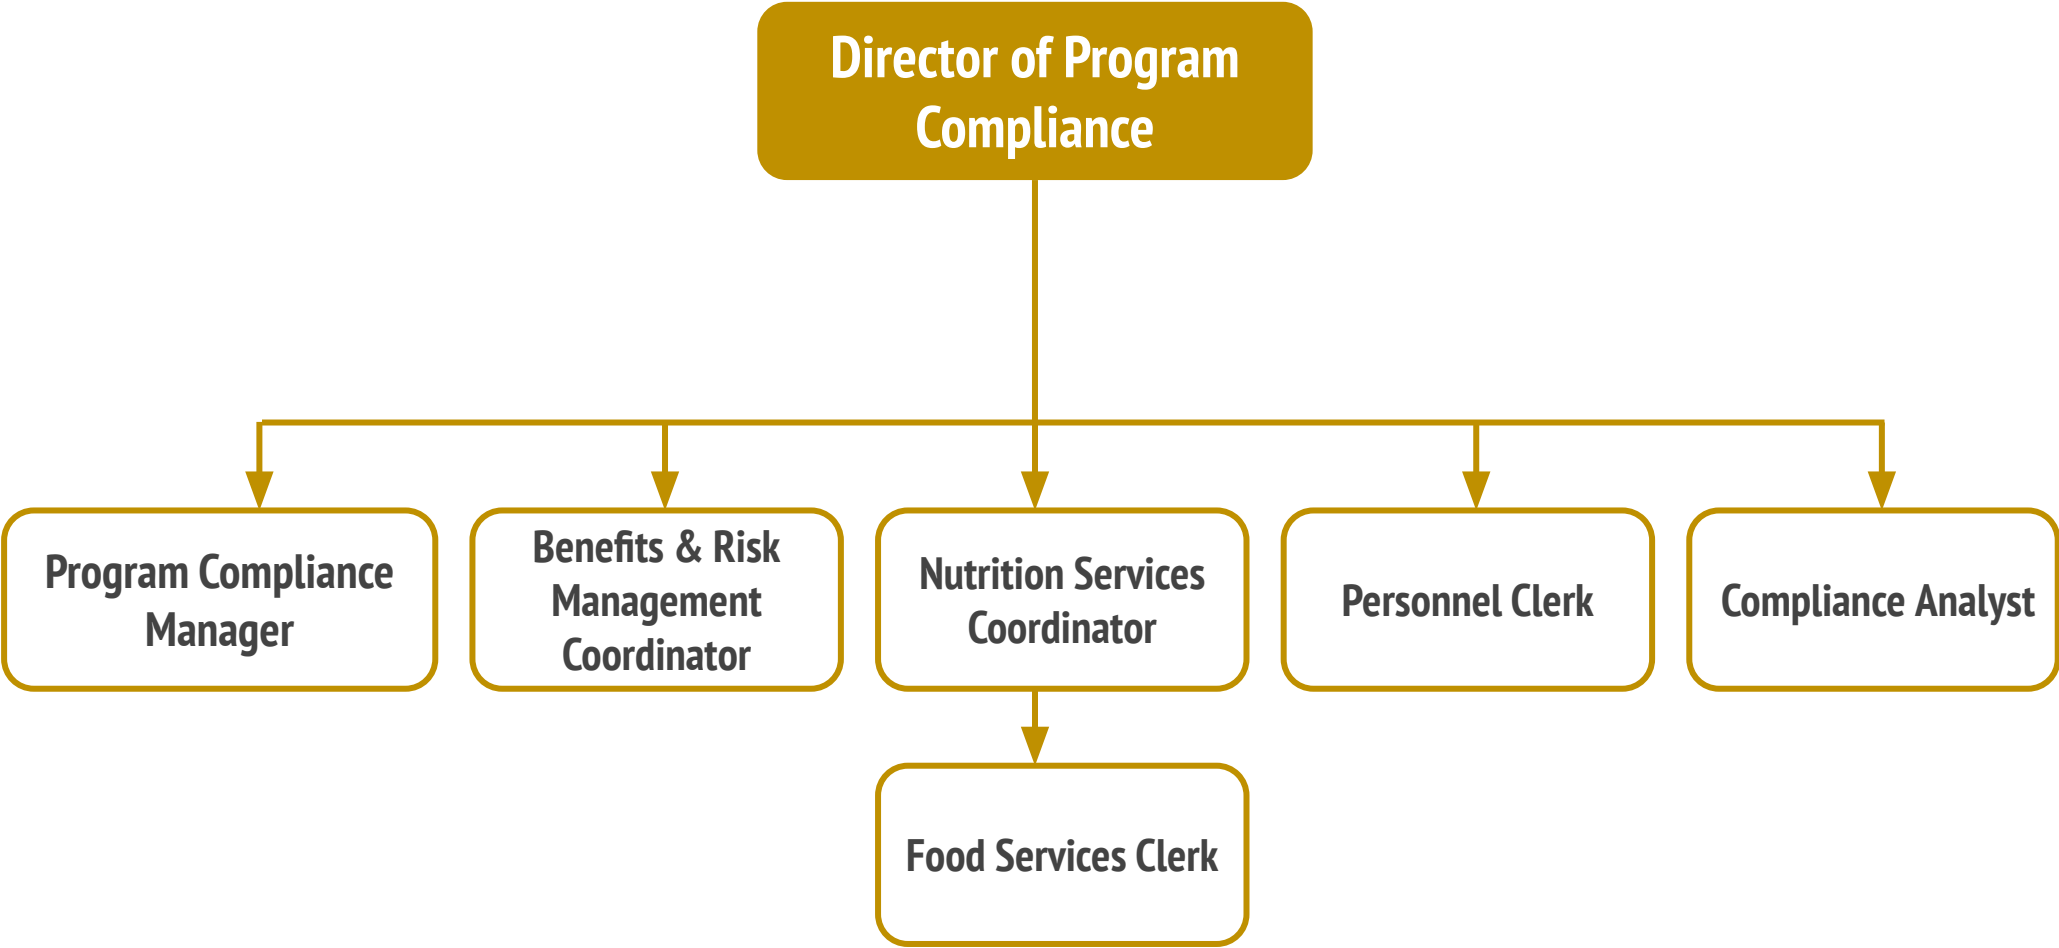 Director of Program
Compliance
Program Compliance
Manager
Benefits & Risk
Management
Coordinator
Nutrition Services
Coordinator
Personnel Clerk
Compliance Analyst
Food Services Clerk